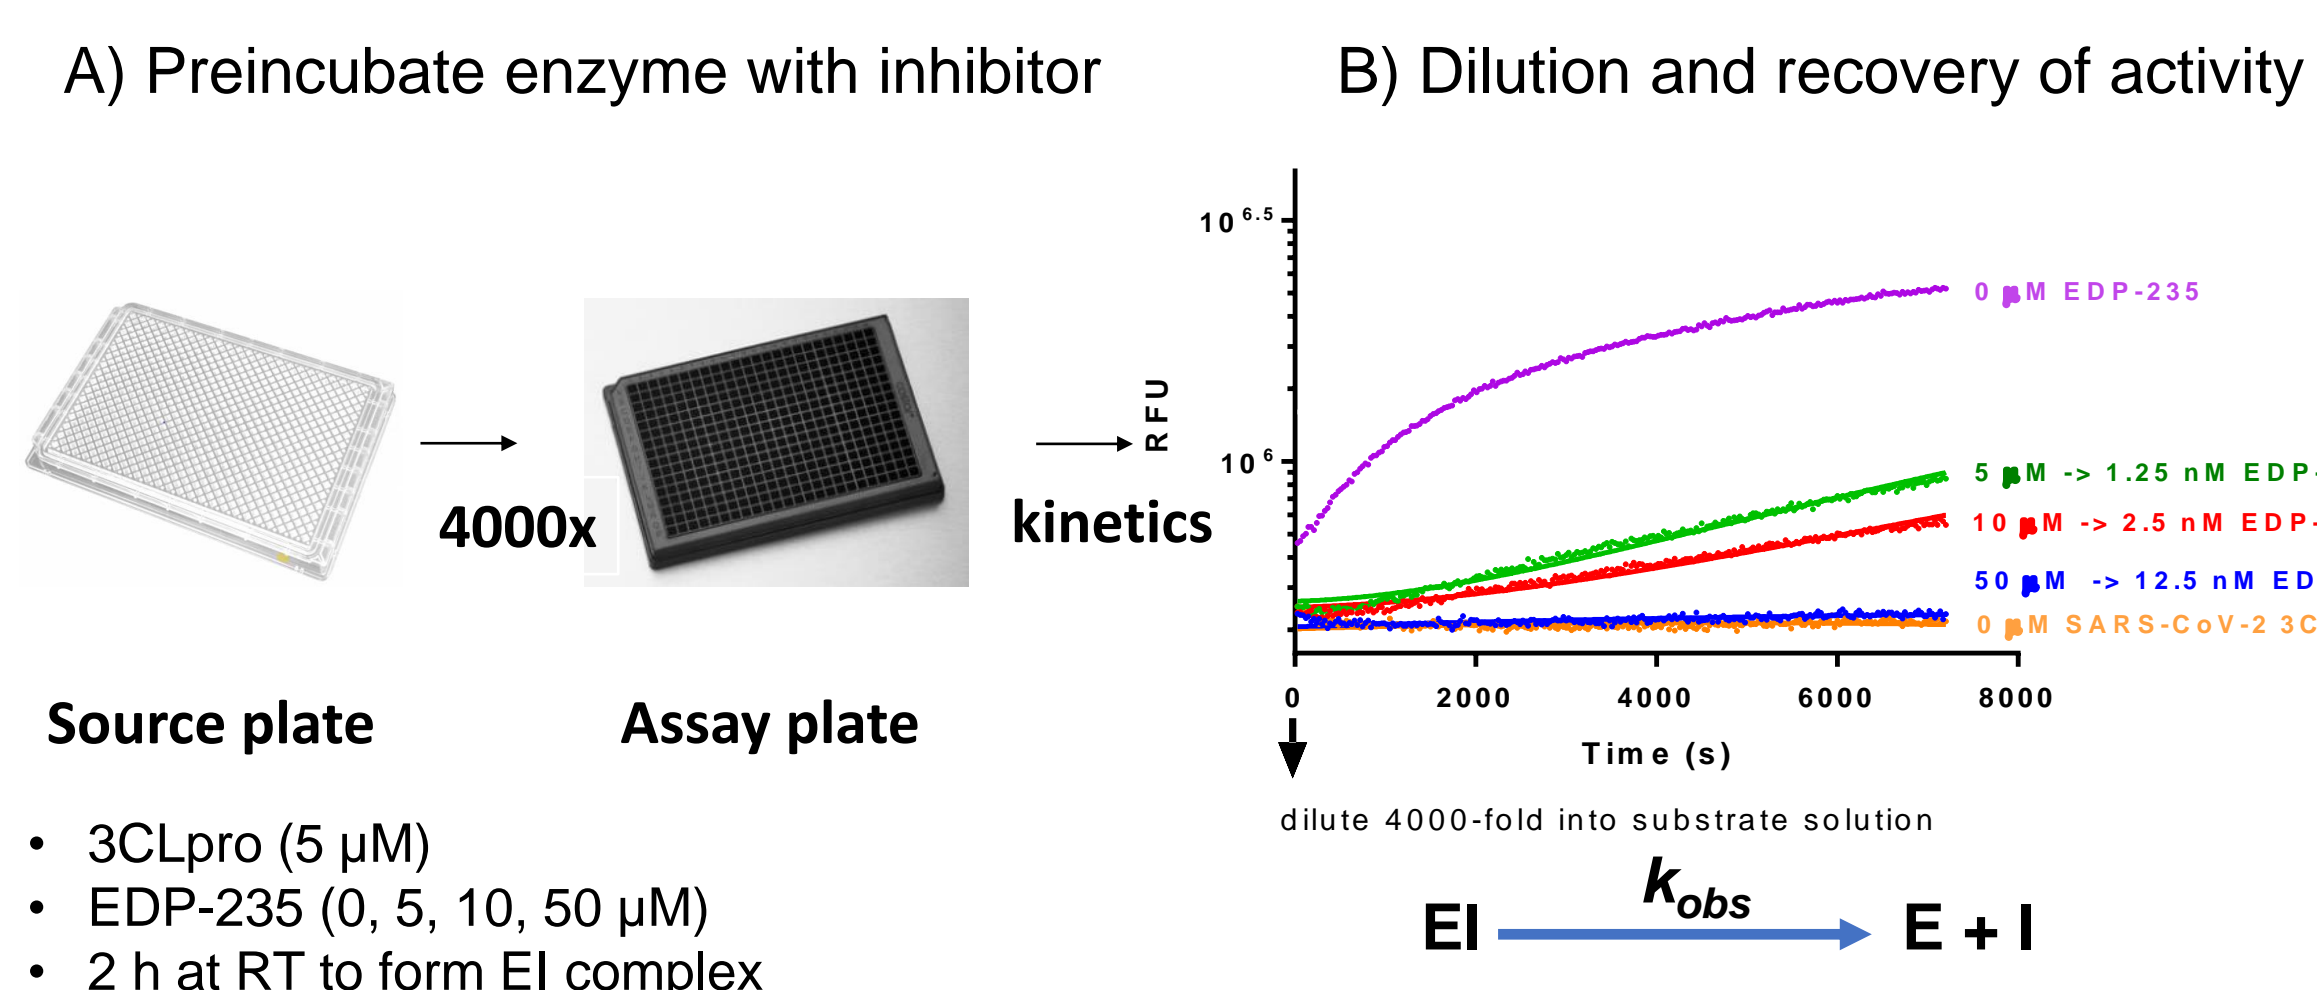 A) Preincubate enzyme with inhibitor
4000x
kinetics
Source plate
Assay plate
• 3CLpro (5 µM)
• EDP-235 (0, 5, 10, 50 µM)
• 2 h at RT to form EI complex
B) Dilution and recovery of activity
RFU
10^6.5
10^6
0 µM EDP-235
5 µM -> 1.25 nM EDP-
10 µM -> 2.5 nM EDP-
50 µM -> 12.5 nM ED
0 µM SARS-CoV-2 3C
0 2000 4000 6000 8000
Time (s)
dilute 4000-fold into substrate solution
kobs
EI E + I